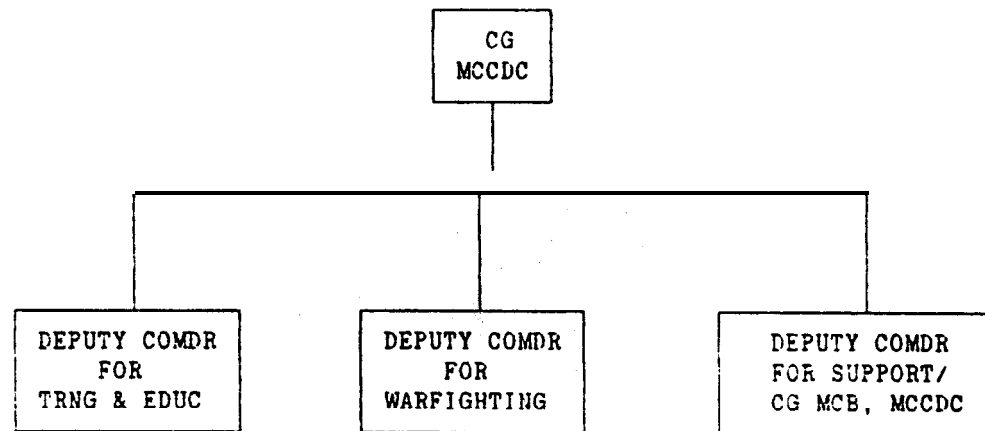 CG
MCCDC
DEPUTY COMDR
FOR
TRNG & EDUC
DEPUTY COMDR
FOR
WARFIGHTING
DEPUTY COMDR
FOR SUPPORT/
CG MCB, MCCDC